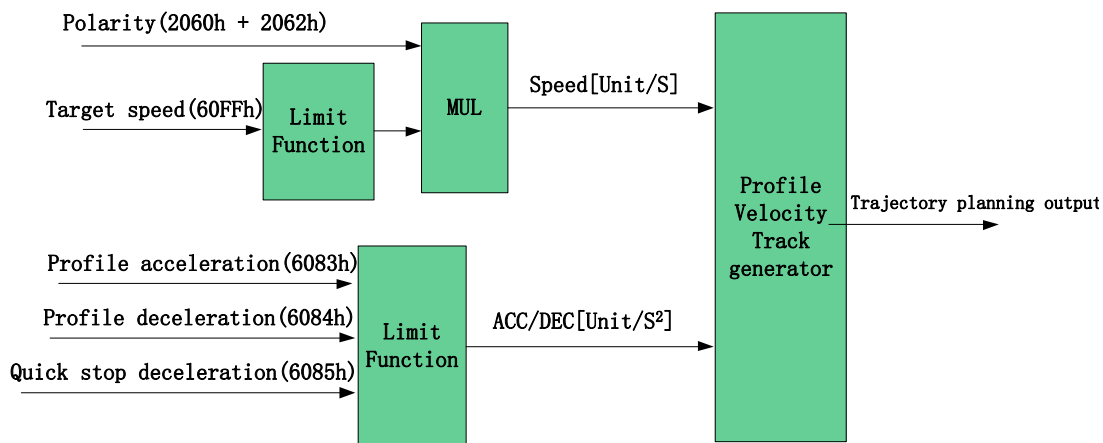 Polarity(2060h + 2062h)
Target speed(60FFh)
Limit
Function
MUL
Speed[Unit/S]
Profile
Velocity
Track
generator
Trajectory planning output
Profile acceleration(6083h)
Profile deceleration(6084h)
Quick stop deceleration(6085h)
Limit
Function
ACC/DEC[Unit/S²]